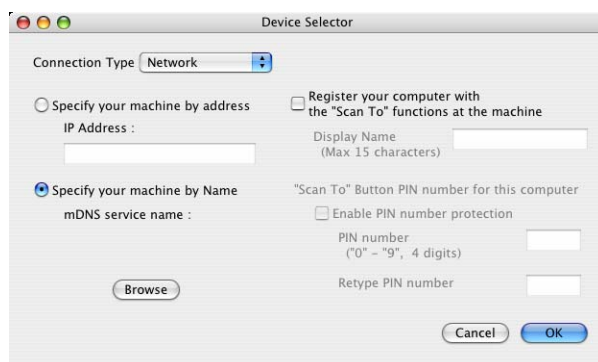 Device Selector
Connection Type Network
Specify your machine by address
IP Address :
Specify your machine by Name
mDNS service name :
Browse
Register your computer with
the "Scan To" functions at the machine
Display Name
(Max 15 characters)
"Scan To" Button PIN number for this computer
Enable PIN number protection
PIN number
("0" - "9", 4 digits)
Retype PIN number
Cancel OK